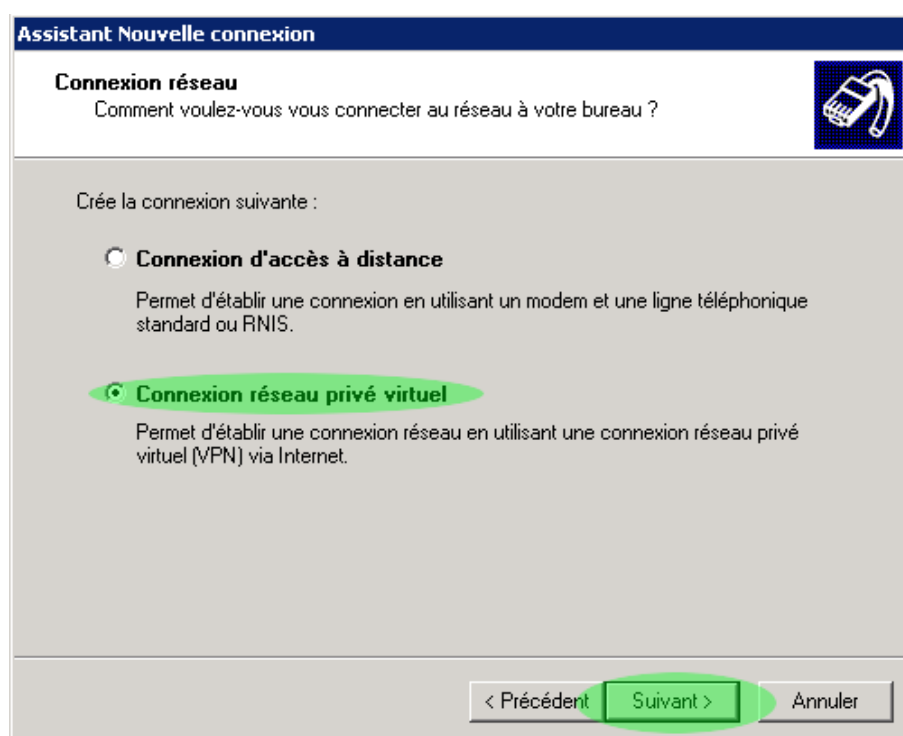 Assistant Nouvelle connexion
Connexion réseau
Comment voulez-vous vous connecter au réseau à votre bureau ?
Crée la connexion suivante :
Connexion d'accès à distance
Permet d'établir une connexion en utilisant un modem et une ligne téléphonique
standard ou RNIS.
Connexion réseau privé virtuel
Permet d'établir une connexion réseau en utilisant une connexion réseau privé
virtuel (VPN) via Internet.
< Précédent Suivant > Annuler